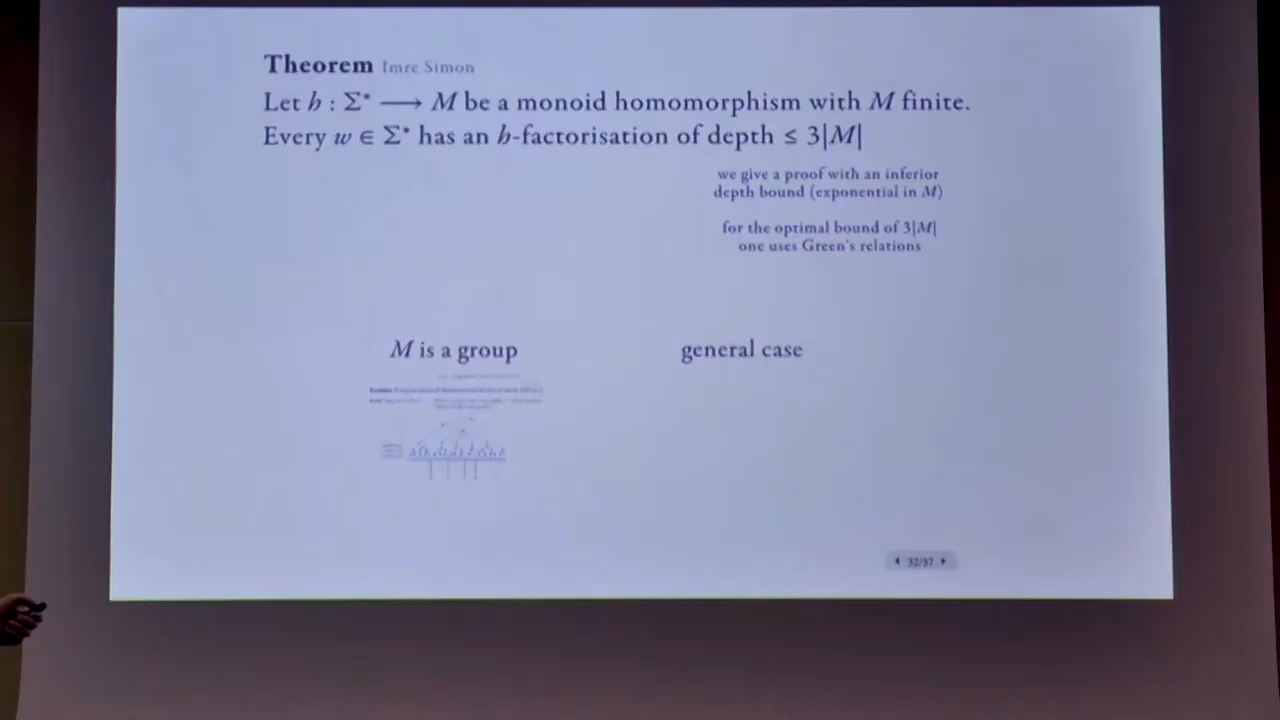 Theorem Imre Simon
Let h : Σ* ⟶ M be a monoid homomorphism with M finite.
Every w ∈ Σ* has an h-factorisation of depth ≤ 3|M|
we give a proof with an inferior
depth bound (exponential in M)
for the optimal bound of 3|M|
one uses Green's relations
M is a group
general case
32/37